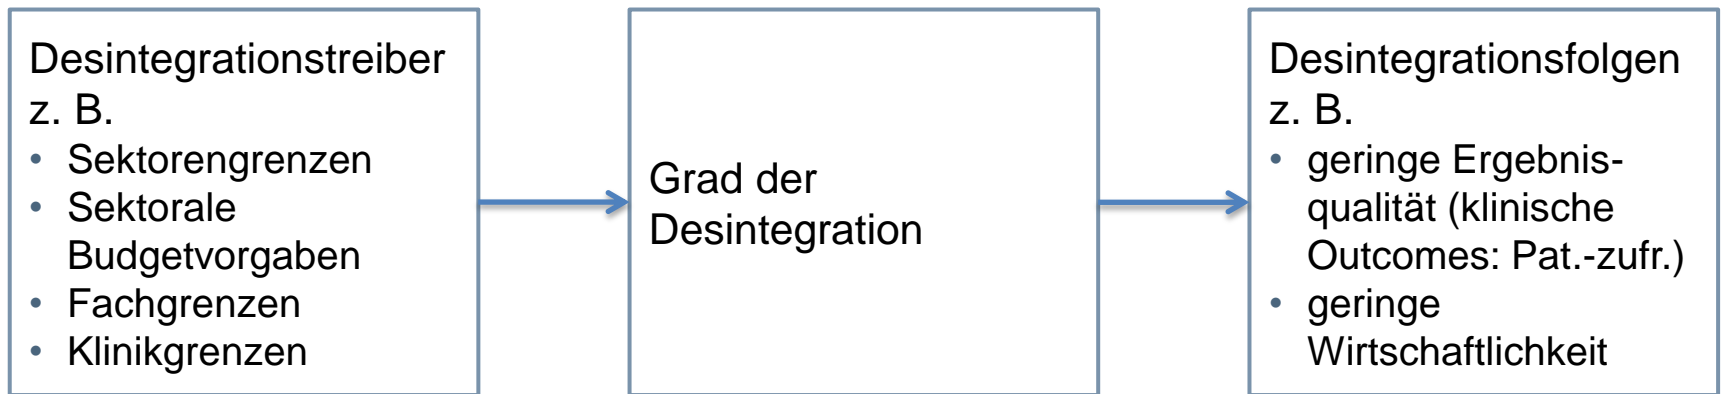 Desintegrationstreiber
z. B.
• Sektorengrenzen
• Sektorale
Budgetvorgaben
• Fachgrenzen
• Klinikgrenzen
Grad der
Desintegration
Desintegrationsfolgen
z. B.
• geringe Ergebnis-
qualität (klinische
Outcomes: Pat.-zufr.)
• geringe
Wirtschaftlichkeit